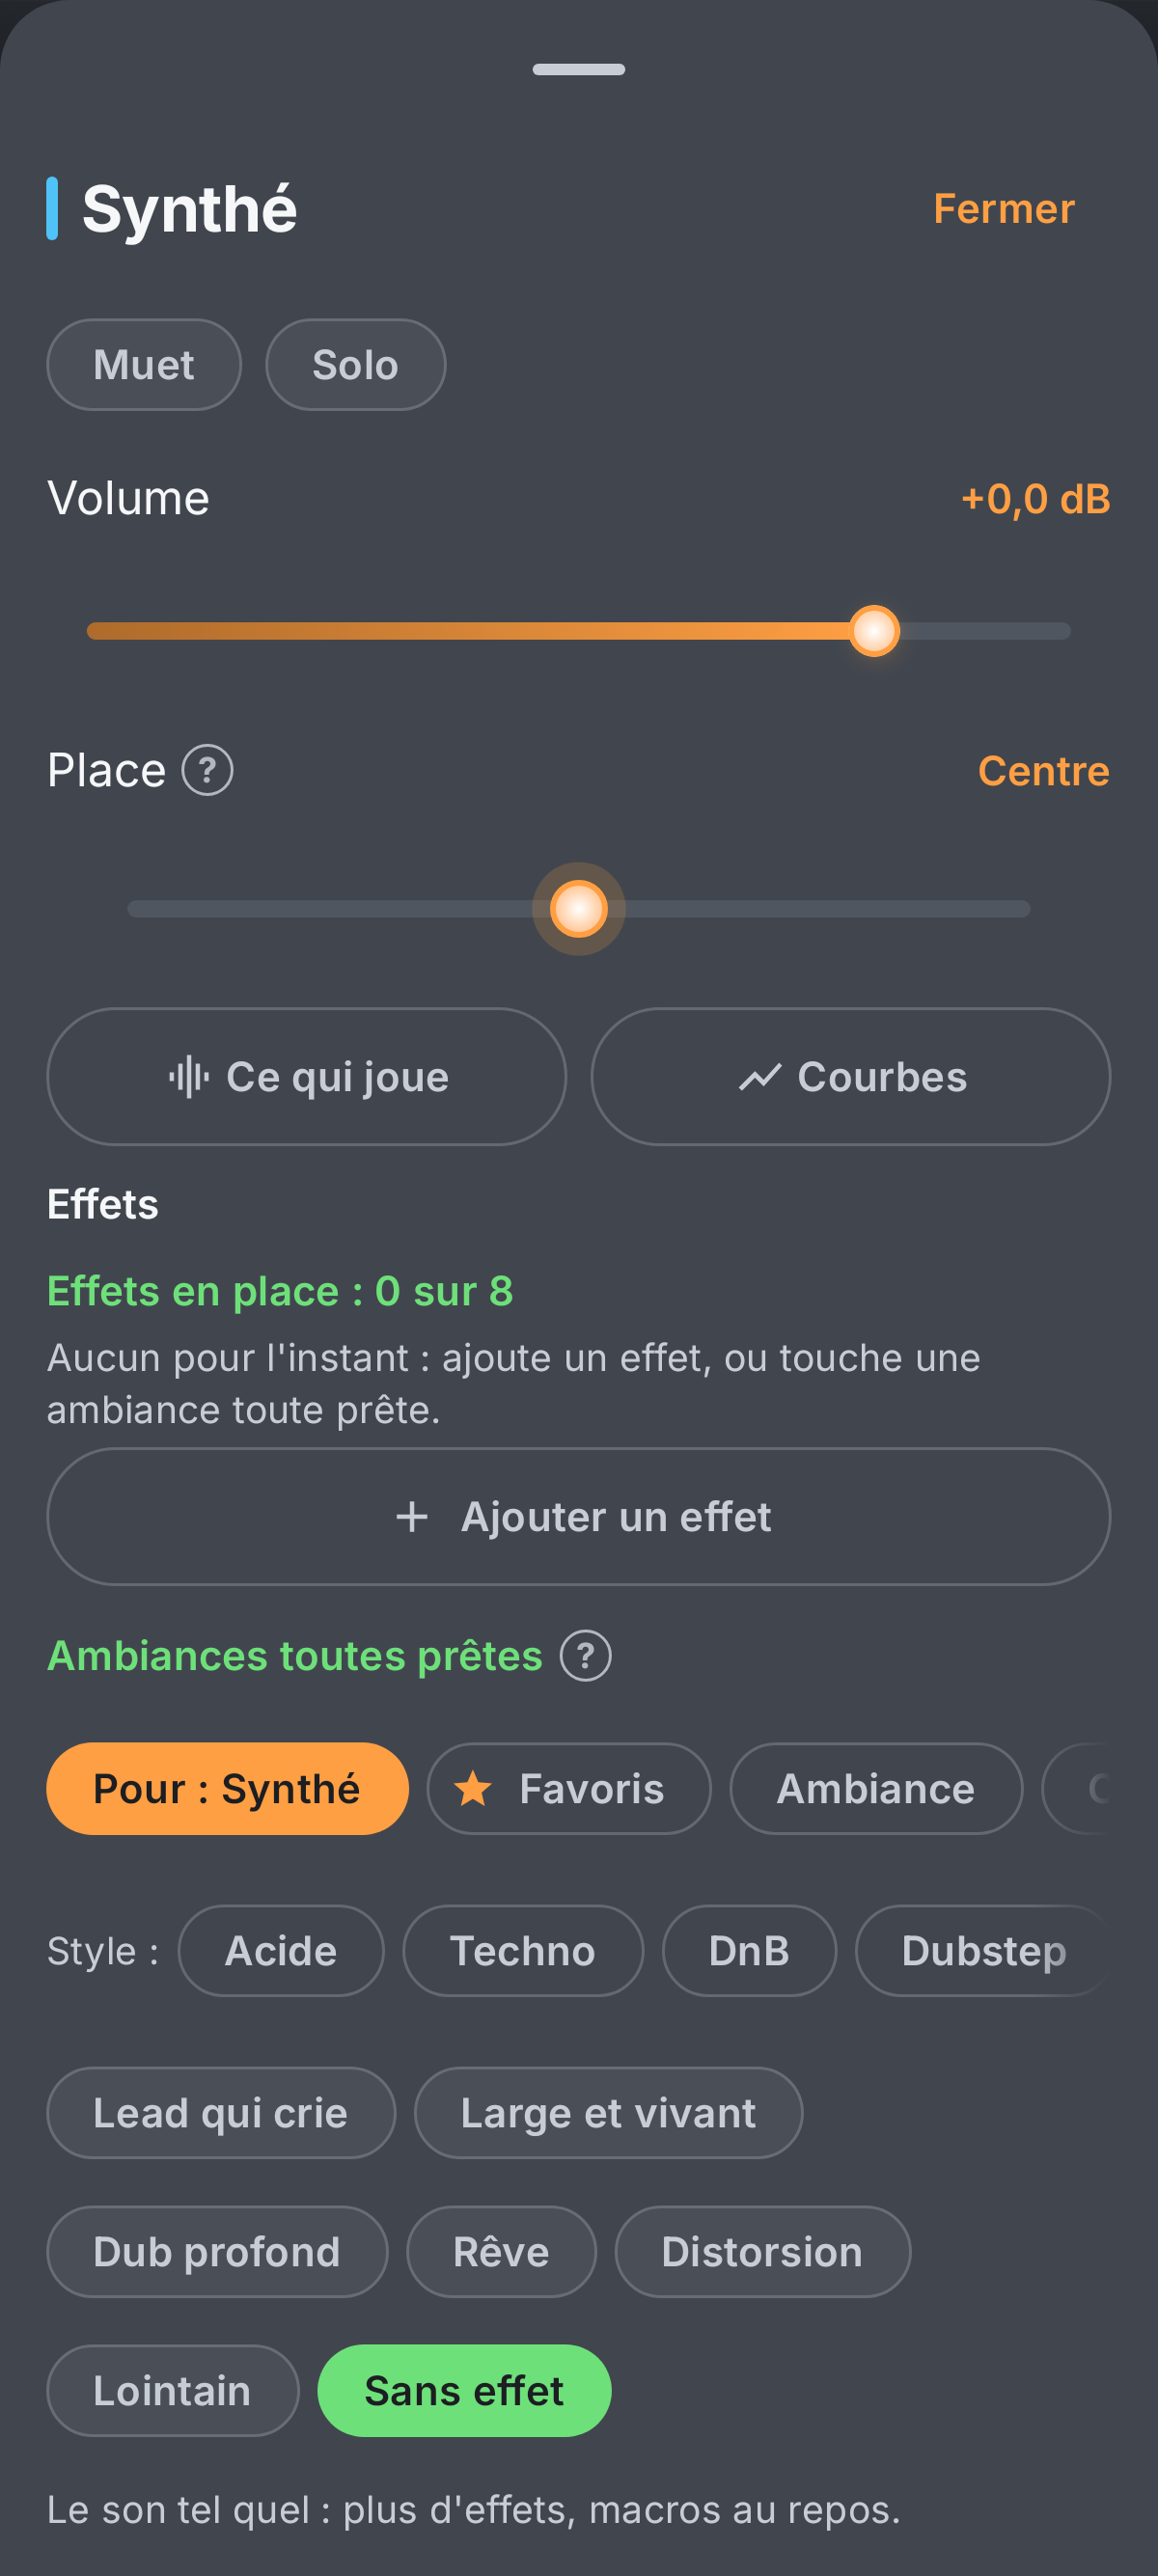 Synthé
Fermer
Muet
Solo
Volume
+0,0 dB
Place ?
Centre
Ce qui joue
Courbes
Effets
Effets en place : 0 sur 8
Aucun pour l'instant : ajoute un effet, ou touche une
ambiance toute prête.
+ Ajouter un effet
Ambiances toutes prêtes ?
Pour : Synthé
Favoris
Ambiance
Style :
Acide
Techno
DnB
Dubstep
Lead qui crie
Large et vivant
Dub profond
Rêve
Distorsion
Lointain
Sans effet
Le son tel quel : plus d'effets, macros au repos.